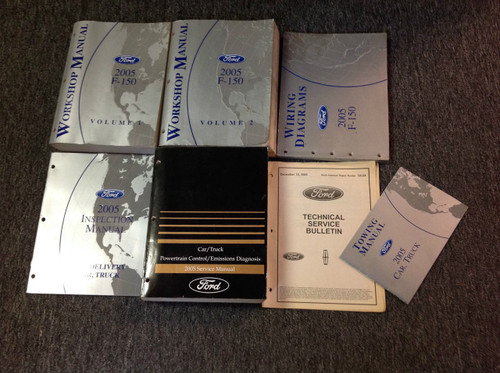 WORKSHOP MANUAL
Ford
2005
F-150
VOLUME 1
WORKSHOP MANUAL
Ford
2005
F-150
VOLUME 2
WIRING
DIAGRAMS
Ford
2005
F-150
Ford
2005
INSPECTION
MANUAL
DELIVERY
TRUCK
Car/Truck
Powertrain Control/Emissions Diagnosis
2005 Service Manual
Ford
TECHNICAL
SERVICE
BULLETIN
Ford
TOWING
MANUAL
Ford
2005
CAR, TRUCK